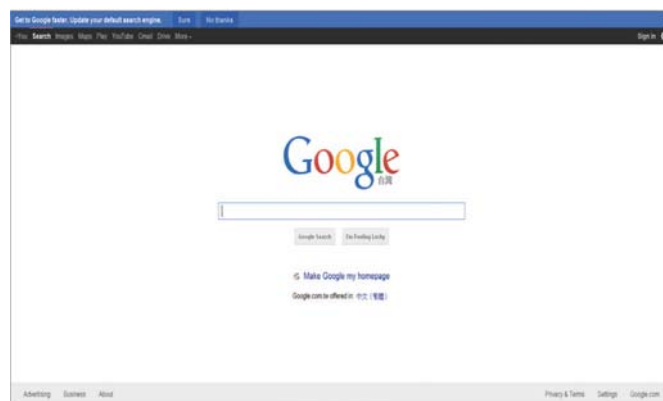 Get to Google faster. Update your default search engine. Sure No thanks
+You Search Images Maps Play YouTube Gmail Drive More - Sign in
Google
台灣
Google Search I'm Feeling Lucky
Make Google my homepage
Google.com.tw offered in: 中文 (繁體)
Advertising Business About Privacy & Terms Settings Google.com